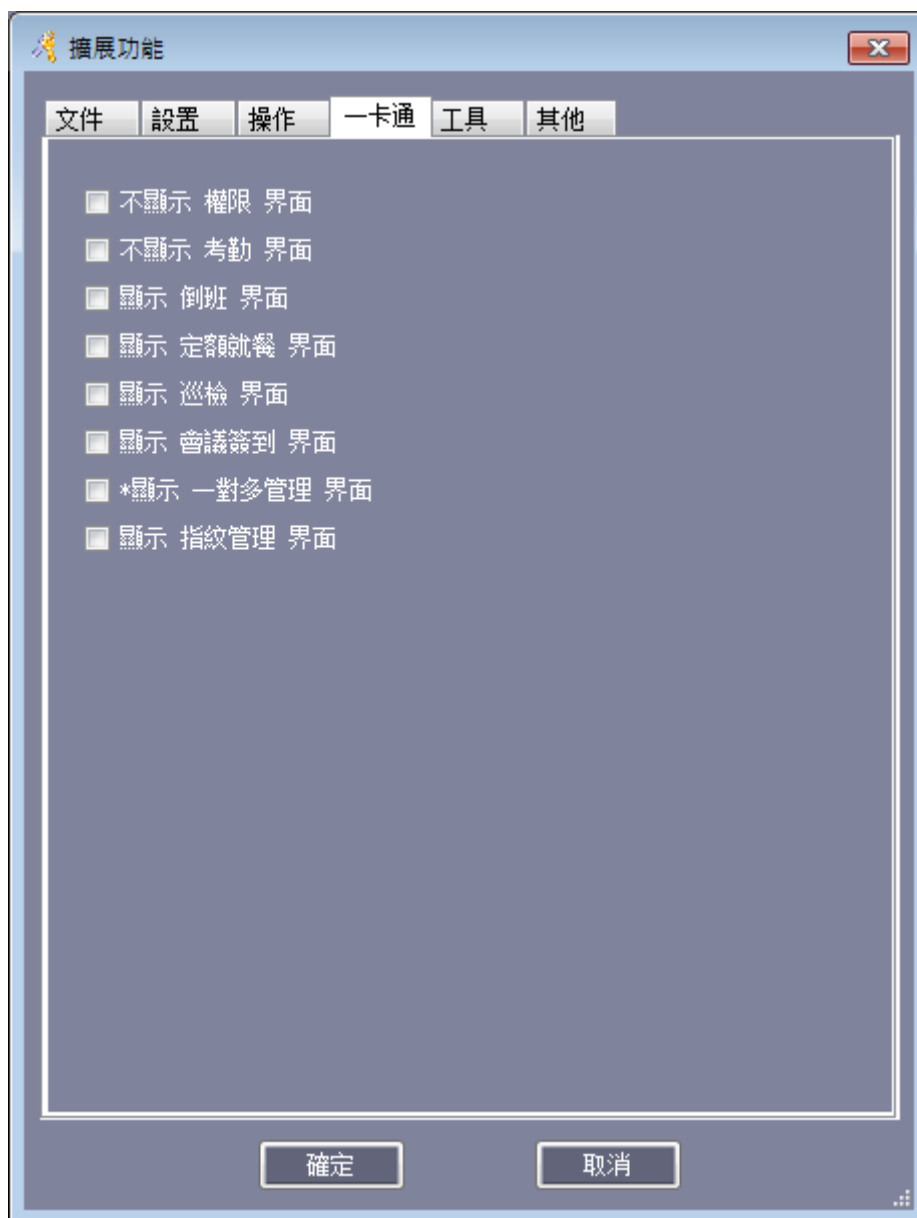 擴展功能
文件 設置 操作 一卡通 工具 其他
不顯示 權限 界面
不顯示 考勤 界面
顯示 倒班 界面
顯示 定額就餐 界面
顯示 巡檢 界面
顯示 會議簽到 界面
*顯示 一對多管理 界面
顯示 指紋管理 界面
確定 取消